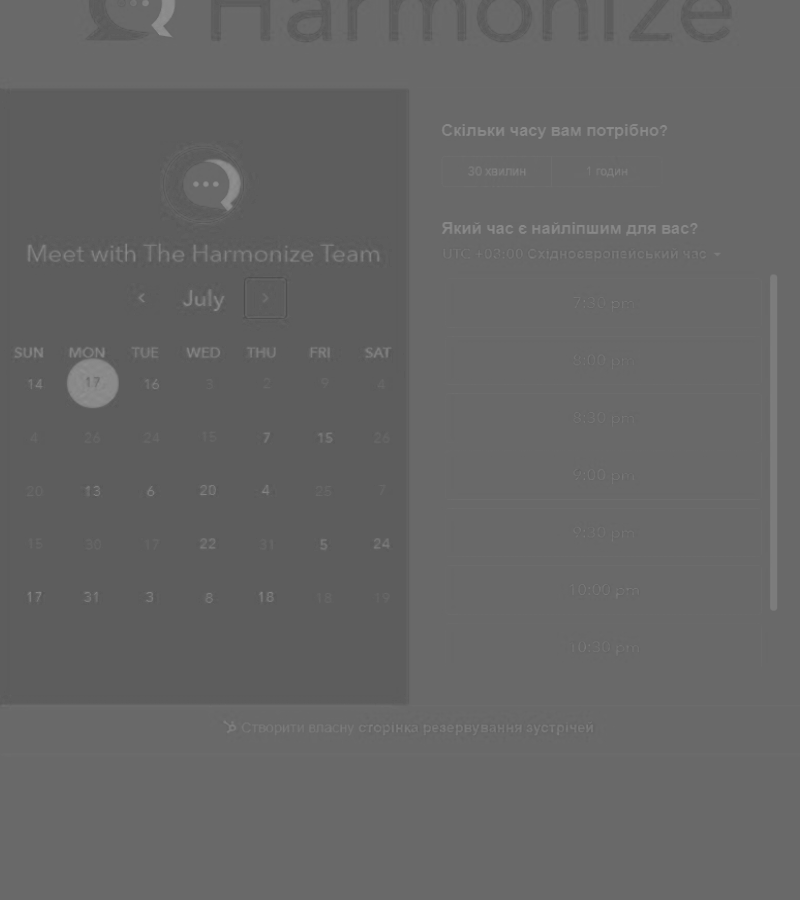 Harmonize
Meet with The Harmonize Team
July
SUN MON TUE WED THU FRI SAT
14 17 16 3 2 9 4
4 26 24 15 7 15 26
20 13 6 20 4 25 7
15 30 17 22 31 5 24
17 31 3 8 18 18 19
Скільки часу вам потрібно?
30 хвилин 1 годин
Який час є найліпшим для вас?
UTC +02:00 Східноєвропейський час
7:30 pm
8:00 pm
8:30 pm
9:00 pm
9:30 pm
10:00 pm
10:30 pm
Створити власну сторінка резервування зустрічей